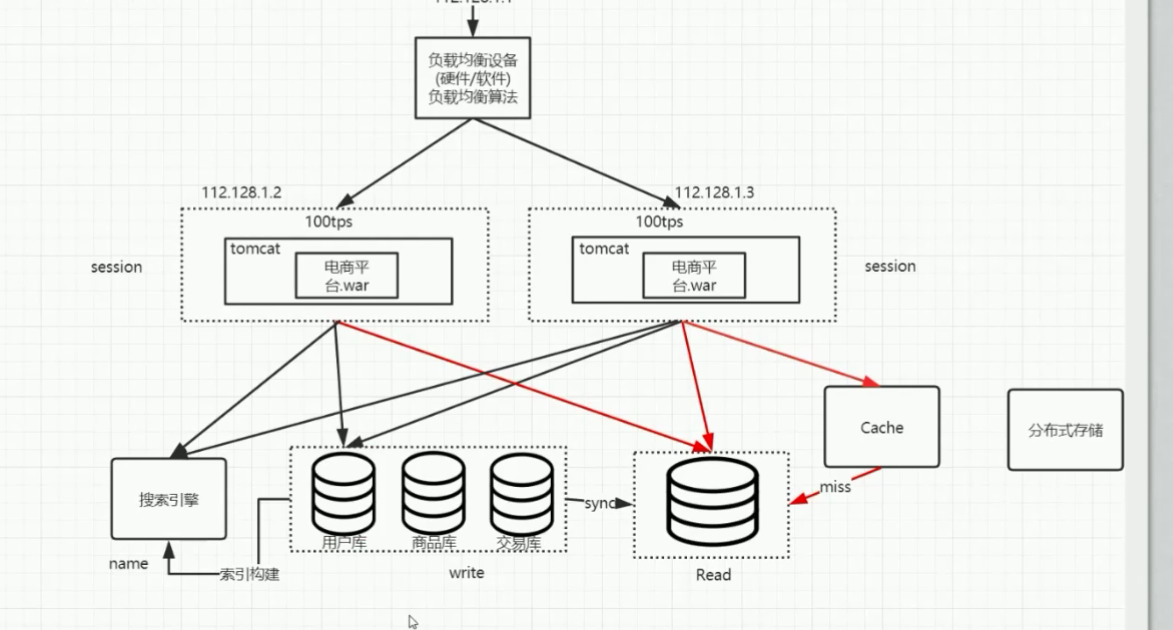 负载均衡设备
(硬件/软件)
负载均衡算法
112.128.1.2
112.128.1.3
100tps
100tps
tomcat
tomcat
电商平
台.war
电商平
台.war
session
session
Cache
分布式存储
搜索引擎
miss
sync
用户库
商品库
交易库
name
索引构建
write
Read